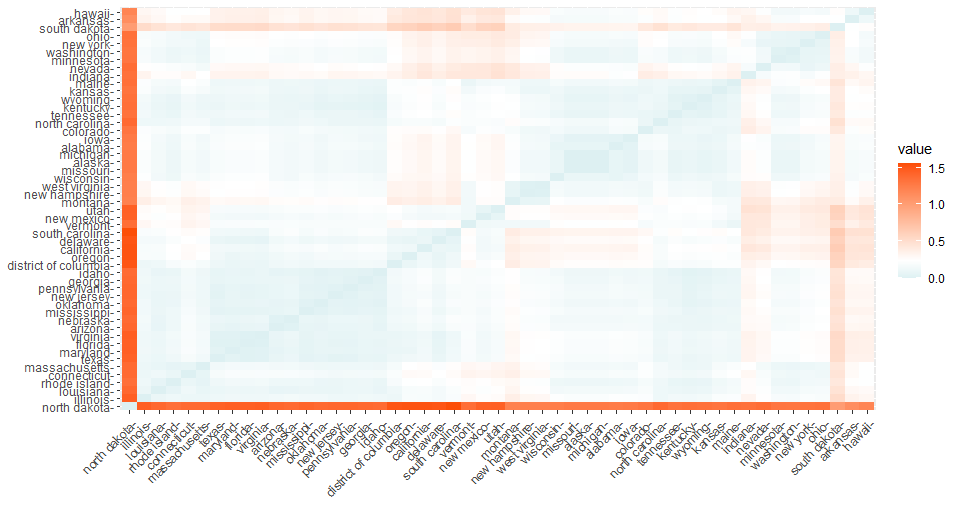 hawaii-
arkansas-
south dakota-
ohio-
new york-
washington-
minnesota-
nevada-
indiana-
maine-
kansas-
wyoming-
kentucky-
tennessee-
north carolina-
colorado-
iowa-
alabama-
michigan-
alaska-
missouri-
wisconsin-
west virginia-
new hampshire-
montana-
utah-
new mexico-
vermont-
south carolina-
delaware-
california-
oregon-
district of columbia-
idaho-
georgia-
pennsylvania-
new jersey-
oklahoma-
mississippi-
nebraska-
arizona-
virginia-
florida-
maryland-
texas-
massachusetts-
connecticut-
rhode island-
louisiana-
illinois-
north dakota-
value
1.5
1.0
0.5
0.0
north dakota-
illinois-
louisiana-
rhode island-
connecticut-
massachusetts-
texas-
maryland-
florida-
virginia-
arizona-
nebraska-
mississippi-
oklahoma-
new jersey-
pennsylvania-
georgia-
idaho-
district of columbia-
oregon-
california-
delaware-
south carolina-
vermont-
new mexico-
utah-
montana-
new hampshire-
west virginia-
wisconsin-
missouri-
alaska-
michigan-
alabama-
iowa-
colorado-
north carolina-
tennessee-
kentucky-
wyoming-
kansas-
maine-
indiana-
nevada-
minnesota-
washington-
new york-
ohio-
south dakota-
arkansas-
hawaii-